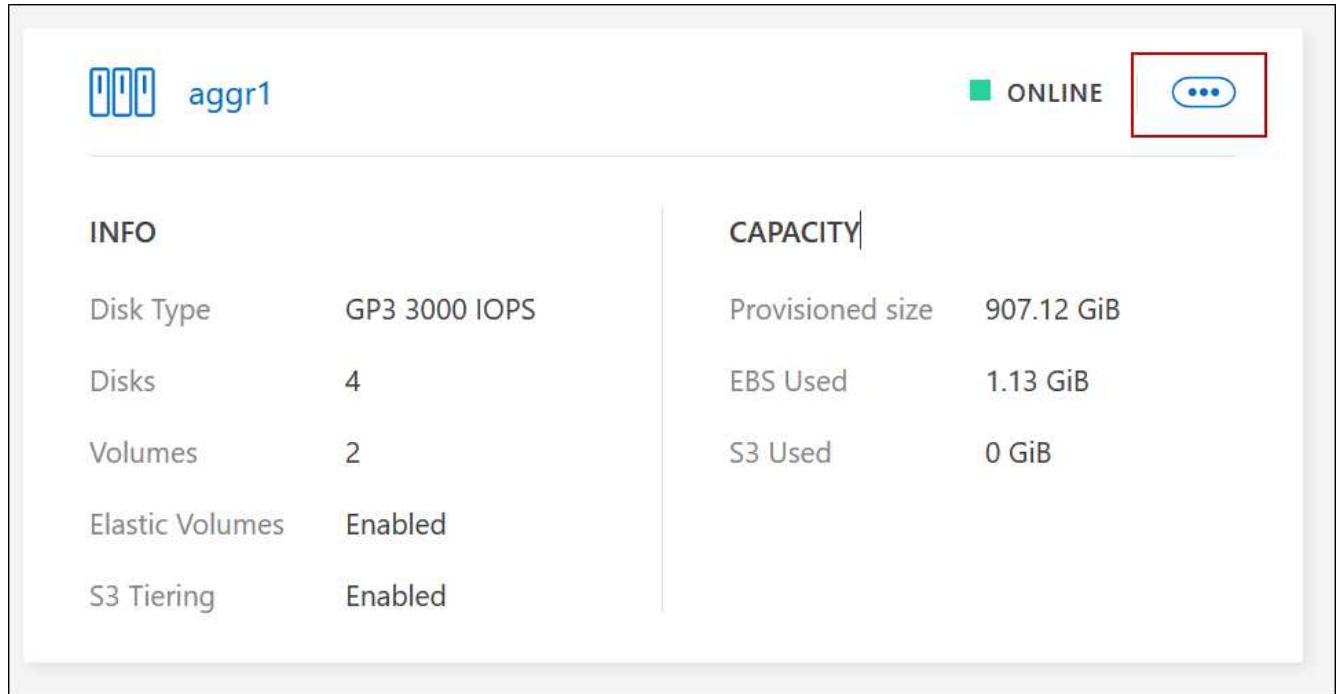 aggr1
ONLINE
INFO
Disk Type GP3 3000 IOPS
Disks 4
Volumes 2
Elastic Volumes Enabled
S3 Tiering Enabled
CAPACITY
Provisioned size 907.12 GiB
EBS Used 1.13 GiB
S3 Used 0 GiB